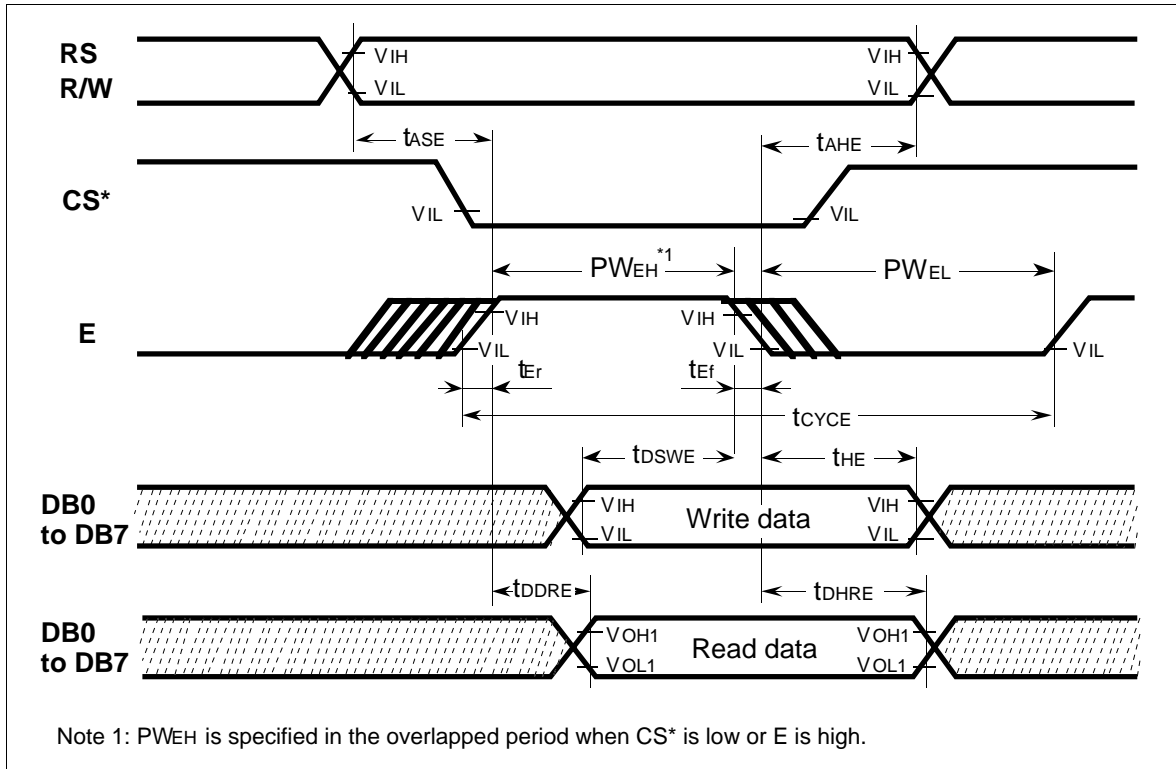 RS
R/W
VIH
VIL
VIH
VIL
tASE
tAHE
CS*
VIL
VIL
PWEH*1
PWEL
E
VIH
VIL
VIH
VIL
VIL
tEr
tEf
tCYCE
tDSWE
tHE
DB0
to DB7
VIH
VIL
Write data
VIH
VIL
tDDRE
tDHRE
DB0
to DB7
VOH1
VOL1
Read data
VOH1
VOL1
Note 1: PWEH is specified in the overlapped period when CS* is low or E is high.